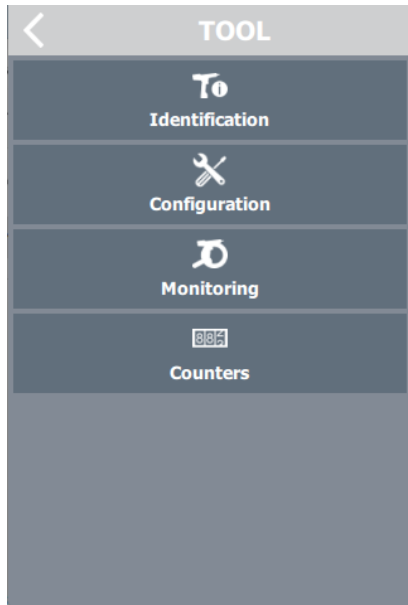 TOOL
Identification
Configuration
Monitoring
Counters